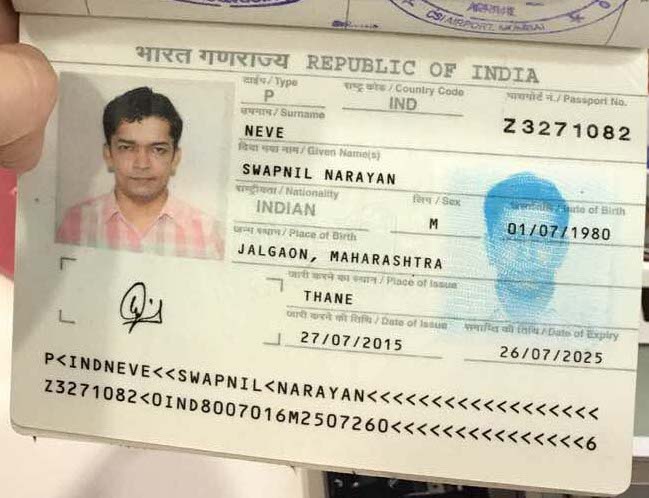 CSI AIRPORT, MUMBAI
भारत गणराज्य REPUBLIC OF INDIA
टाईप / Type
राष्ट्र कोड / Country Code
पासपोर्ट नं. / Passport No.
P
IND
Z3271082
उपनाम / Surname
NEVE
दिया गया नाम / Given Name(s)
SWAPNIL NARAYAN
राष्ट्रीयता / Nationality
लिंग / Sex
Date of Birth
INDIAN
M
01/07/1980
जन्म स्थान / Place of Birth
JALGAON, MAHARASHTRA
जारी करने का स्थान / Place of Issue
THANE
जारी करने की तिथि / Date of Issue
समाप्ति की तिथि / Date of Expiry
27/07/2015
26/07/2025
P<INDNEVE<<SWAPNIL<NARAYAN<<<<<<<<<<<<<<<<<<
Z3271082<0IND8007016M2507260<<<<<<<<<<<<<<<6